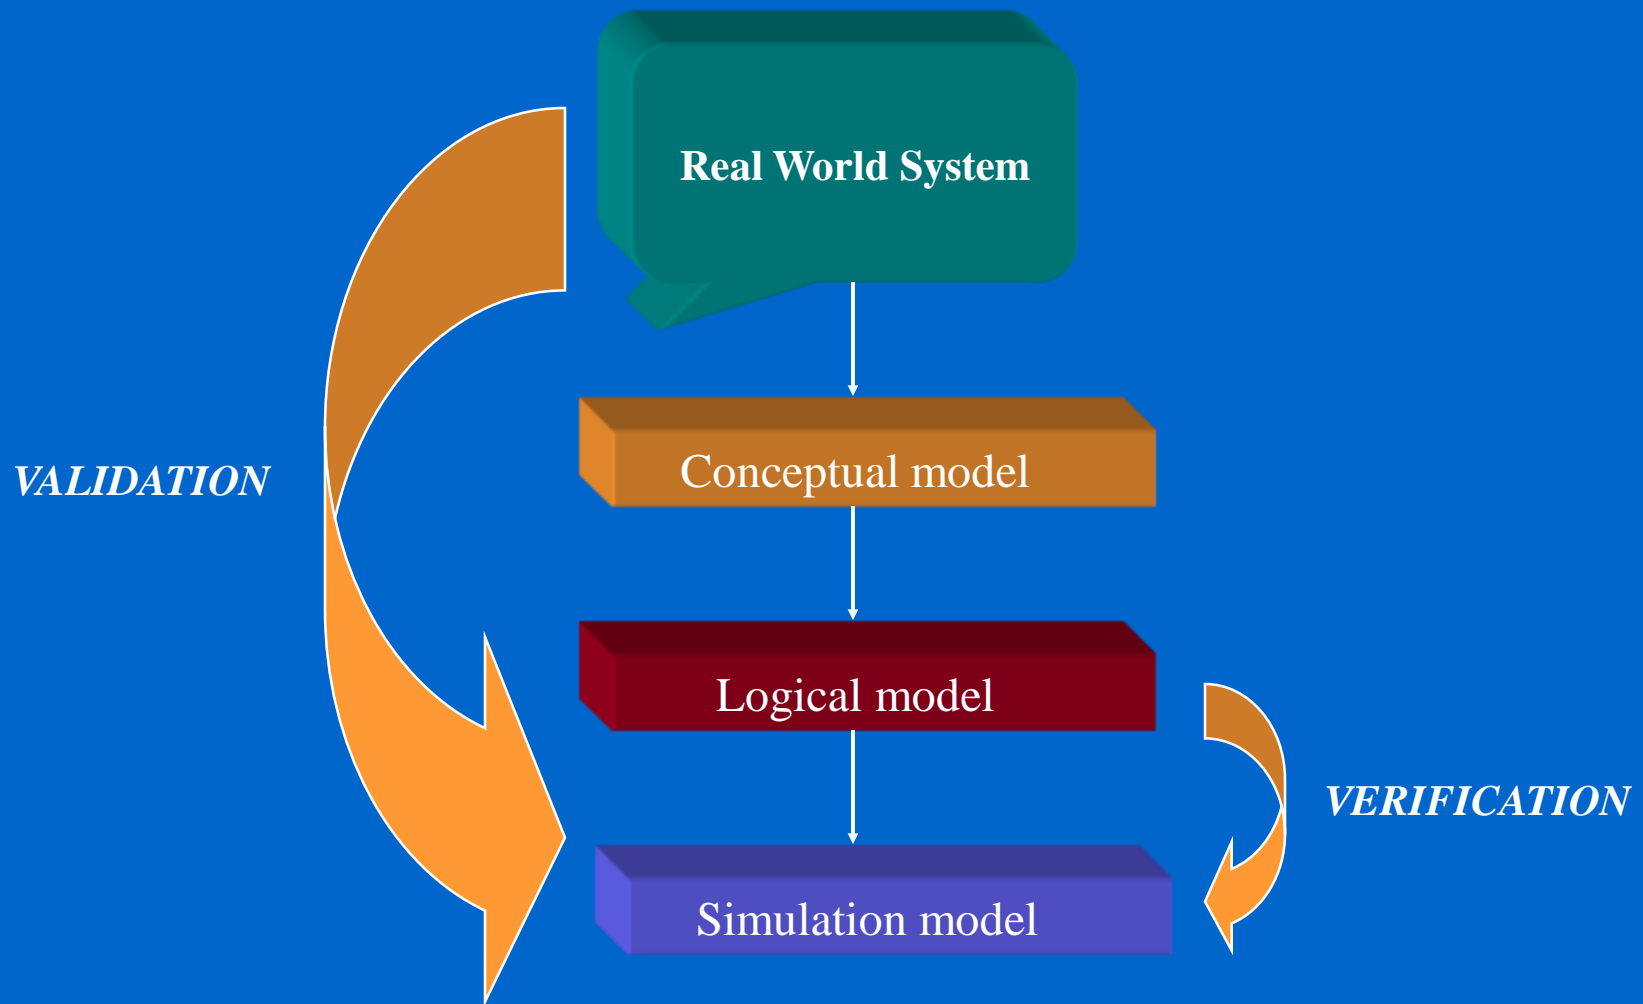 Real World System
Conceptual model
VALIDATION
Logical model
VERIFICATION
Simulation model